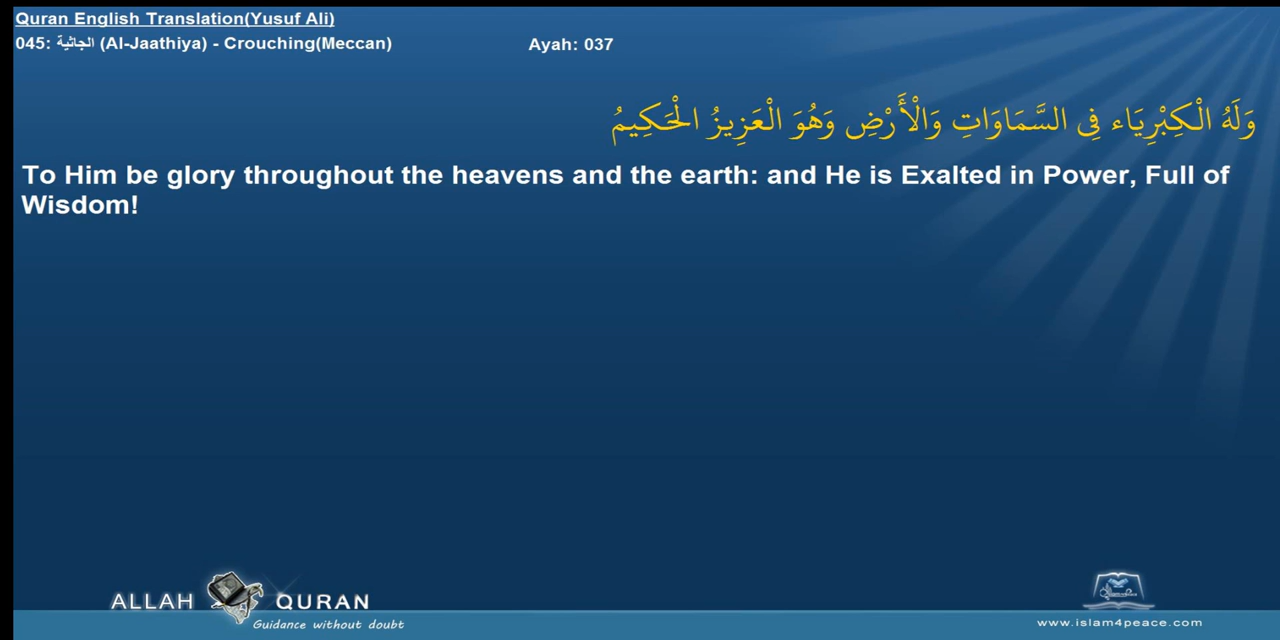 Quran English Translation(Yusuf Ali)
045: الجاثية (Al-Jaathiya) - Crouching(Meccan) Ayah: 037
وَلَهُ الْكِبْرِيَاء فِي السَّمَاوَاتِ وَالْأَرْضِ وَهُوَ الْعَزِيزُ الْحَكِيمُ
To Him be glory throughout the heavens and the earth: and He is Exalted in Power, Full of
Wisdom!
ALLAH QURAN
Guidance without doubt
www.islam4peace.com